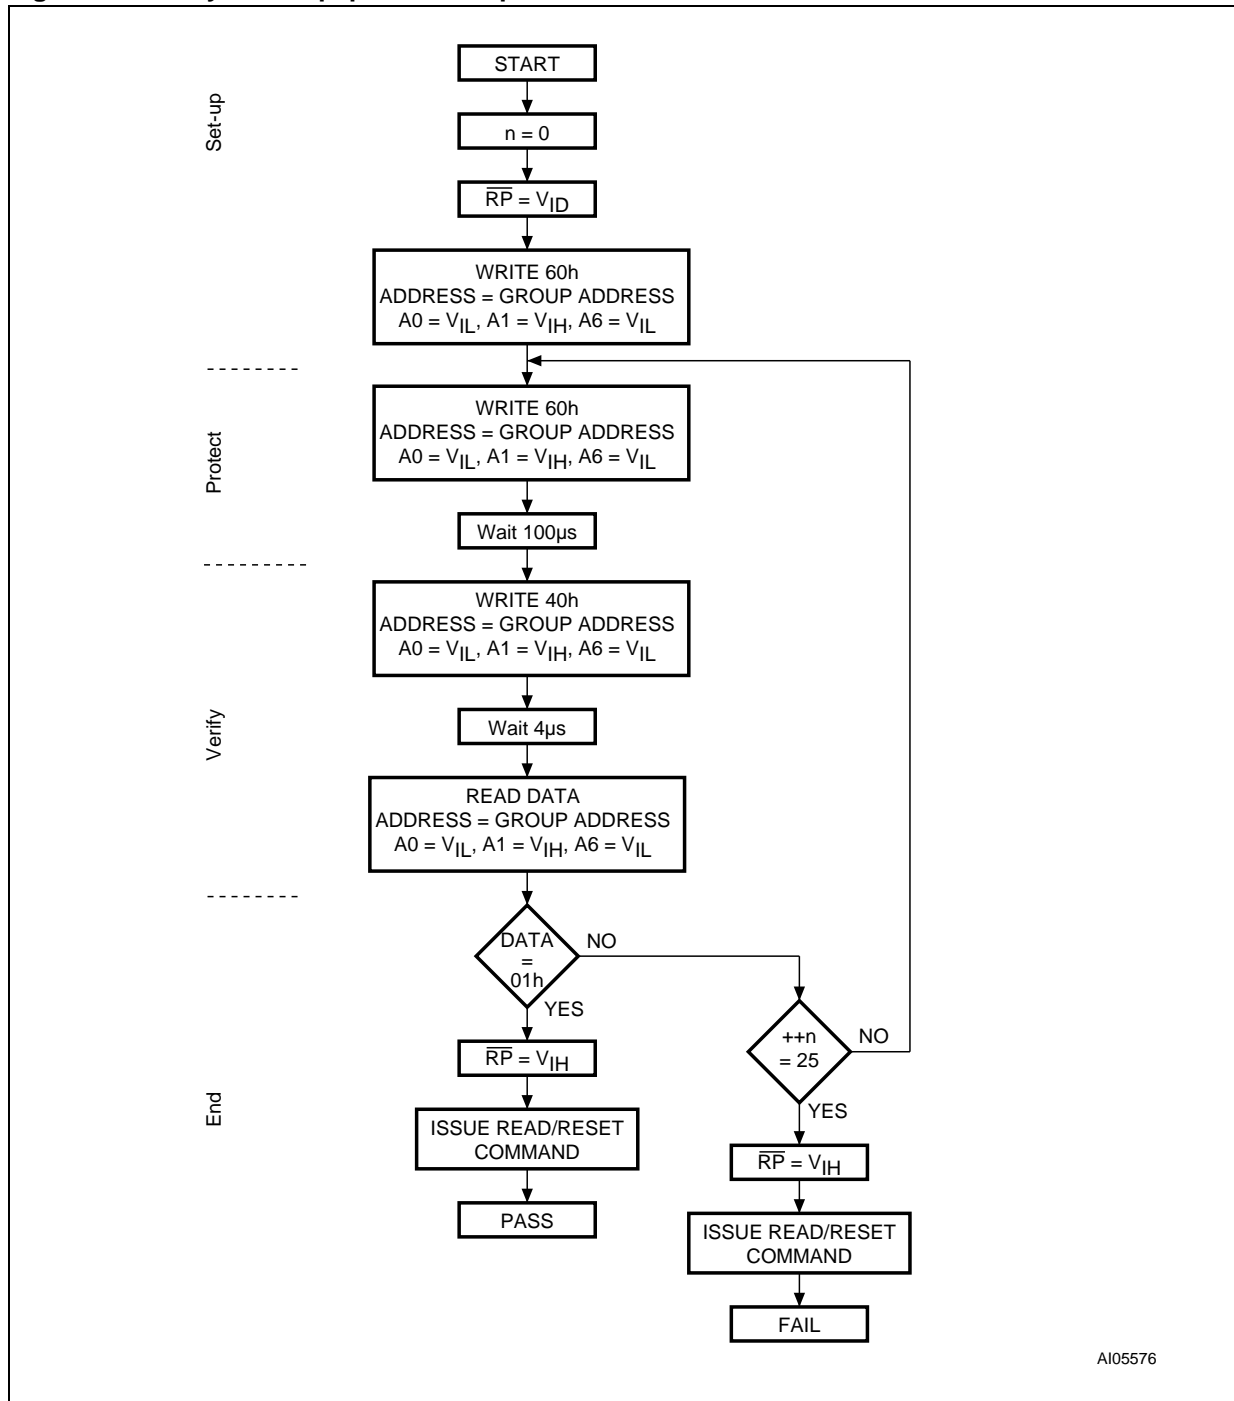 START
Set-up
n = 0
RP = VID
WRITE 60h
ADDRESS = GROUP ADDRESS
A0 = VIL, A1 = VIH, A6 = VIL
Protect
WRITE 60h
ADDRESS = GROUP ADDRESS
A0 = VIL, A1 = VIH, A6 = VIL
Wait 100µs
WRITE 40h
ADDRESS = GROUP ADDRESS
A0 = VIL, A1 = VIH, A6 = VIL
Verify
Wait 4µs
READ DATA
ADDRESS = GROUP ADDRESS
A0 = VIL, A1 = VIH, A6 = VIL
DATA
=
01h
NO
YES
++n
= 25
NO
YES
End
RP = VIH
ISSUE READ/RESET
COMMAND
PASS
RP = VIH
ISSUE READ/RESET
COMMAND
FAIL
AI05576